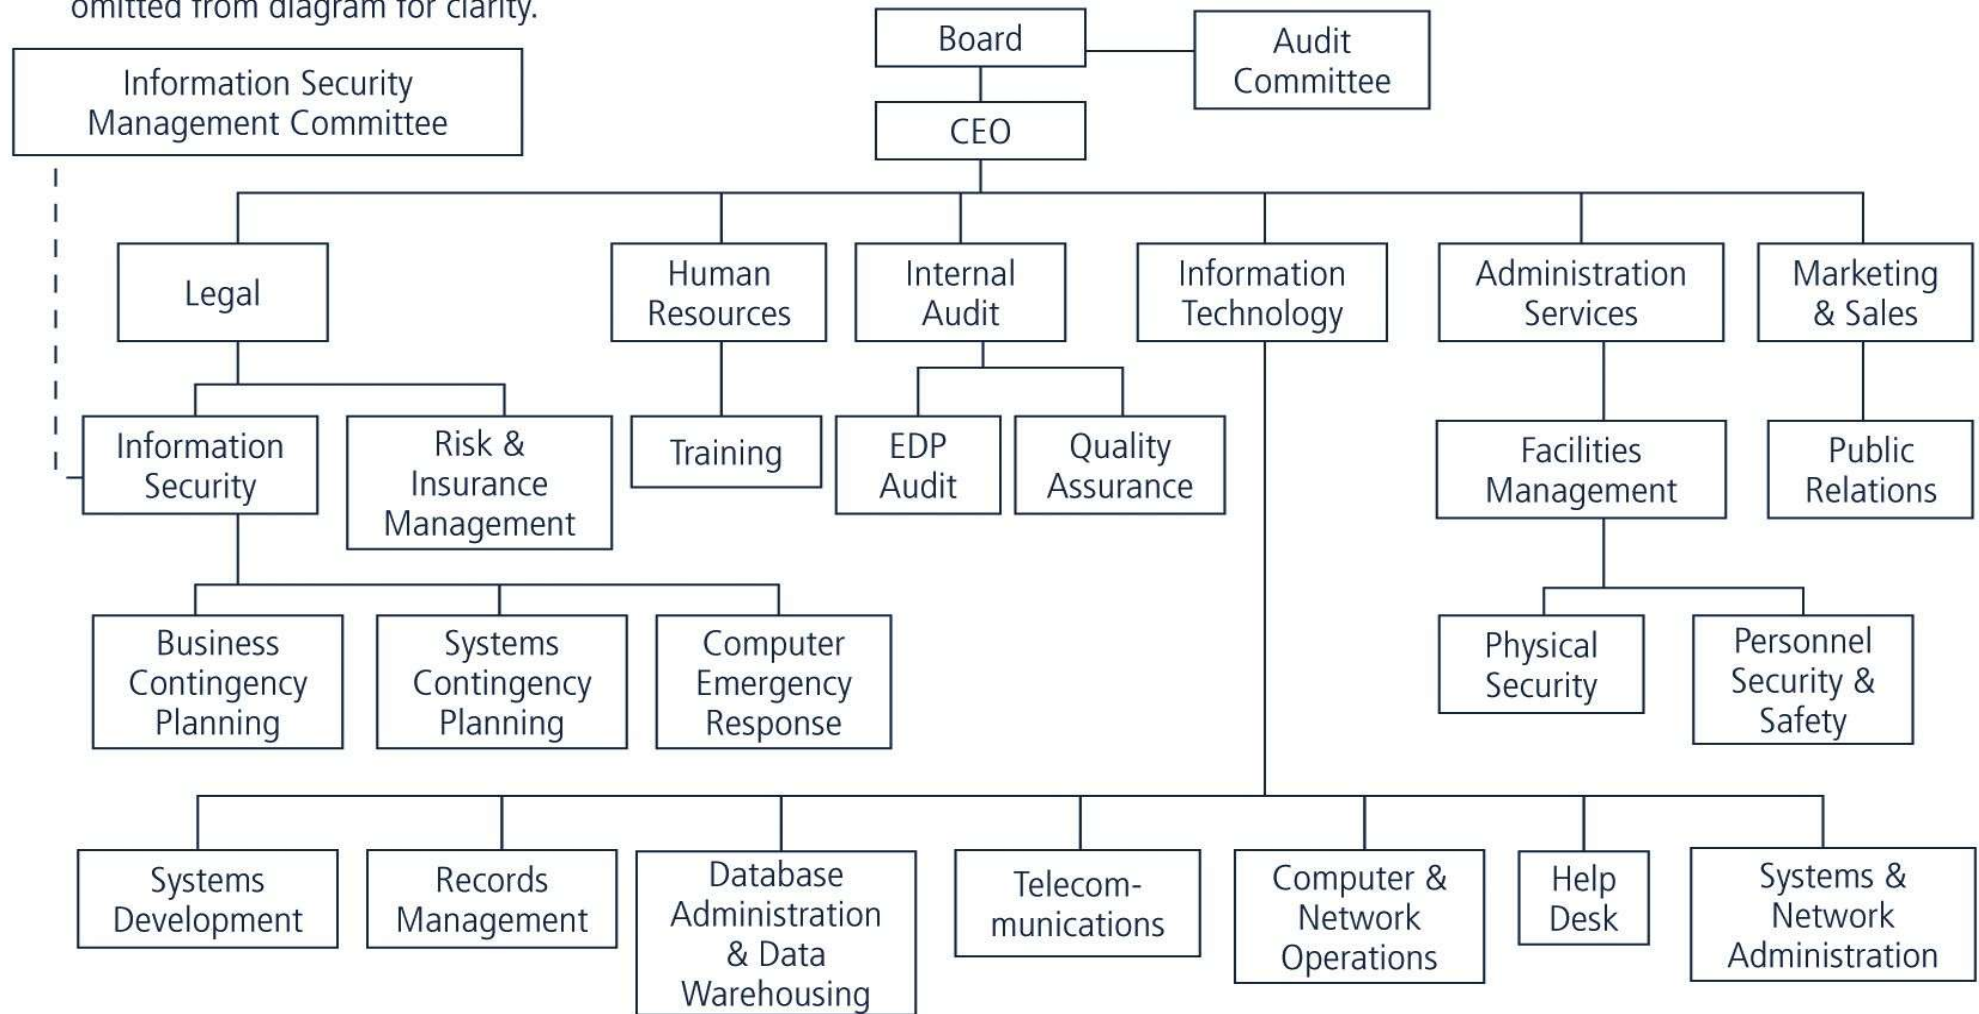 omitted from diagram for clarity.
Board
Audit
Committee
Information Security
Management Committee
CEO
Legal
Human
Resources
Internal
Audit
Information
Technology
Administration
Services
Marketing
& Sales
Information
Security
Risk &
Insurance
Management
Training
EDP
Audit
Quality
Assurance
Facilities
Management
Public
Relations
Business
Contingency
Planning
Systems
Contingency
Planning
Computer
Emergency
Response
Physical
Security
Personnel
Security &
Safety
Systems
Development
Records
Management
Database
Administration
& Data
Warehousing
Telecom-
munications
Computer &
Network
Operations
Help
Desk
Systems &
Network
Administration